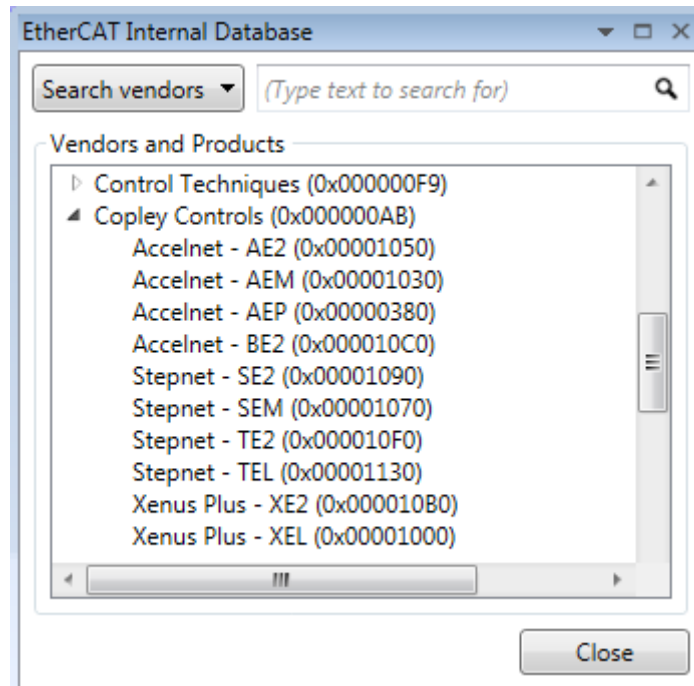 EtherCAT Internal Database
Search vendors (Type text to search for)
Vendors and Products
Control Techniques (0x000000F9)
Copley Controls (0x000000AB)
Accelnet - AE2 (0x00001050)
Accelnet - AEM (0x00001030)
Accelnet - AEP (0x00000380)
Accelnet - BE2 (0x000010C0)
Stepnet - SE2 (0x00001090)
Stepnet - SEM (0x00001070)
Stepnet - TE2 (0x000010F0)
Stepnet - TEL (0x00001130)
Xenus Plus - XE2 (0x000010B0)
Xenus Plus - XEL (0x00001000)
Close